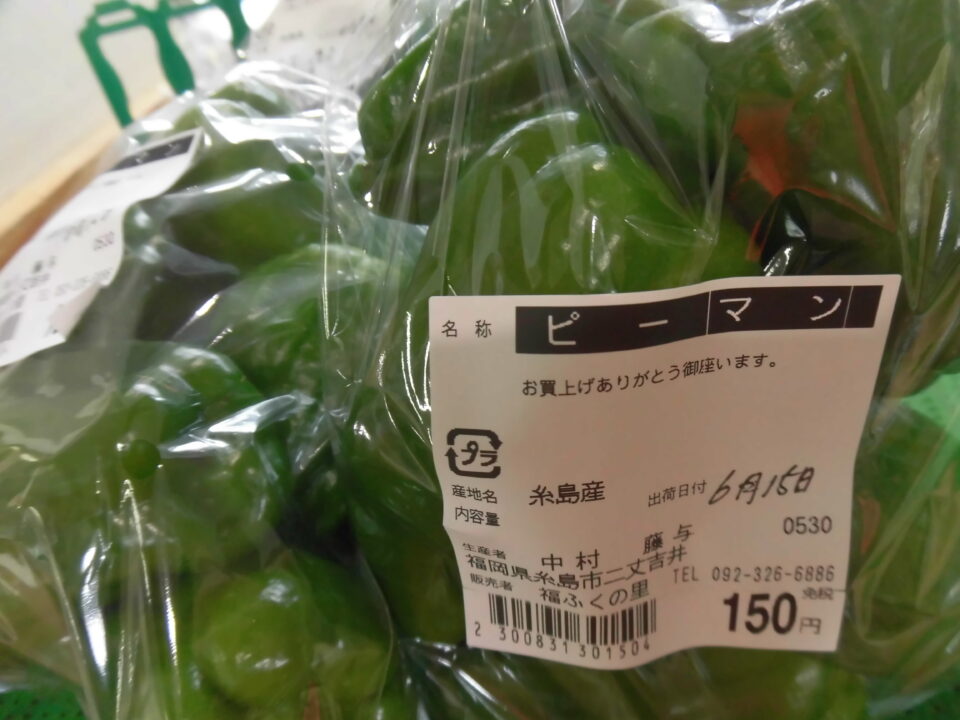 名称 ピーマン
お買上げありがとう御座います。
プラ
産地名 糸島産 出荷日付 6月15日
内容量 0530
生産者 中村 藤与
福岡県糸島市二丈吉井
販売者 福ふくの里 TEL 092-326-6886
2 300831 301504 150円
0530